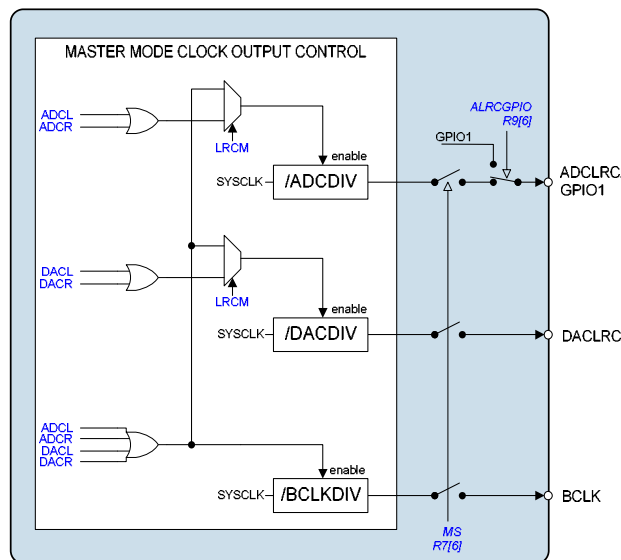 MASTER MODE CLOCK OUTPUT CONTROL
ADCL
ADCR
LRCM
enable
SYSCLK
/ADCDIV
ALRCGPIO
R9[6]
GPIO1
ADCLRC/
GPIO1
DACL
DACR
LRCM
enable
SYSCLK
/DACDIV
DACLRC
ADCL
ADCR
DACL
DACR
enable
SYSCLK
/BCLKDIV
BCLK
MS
R7[6]